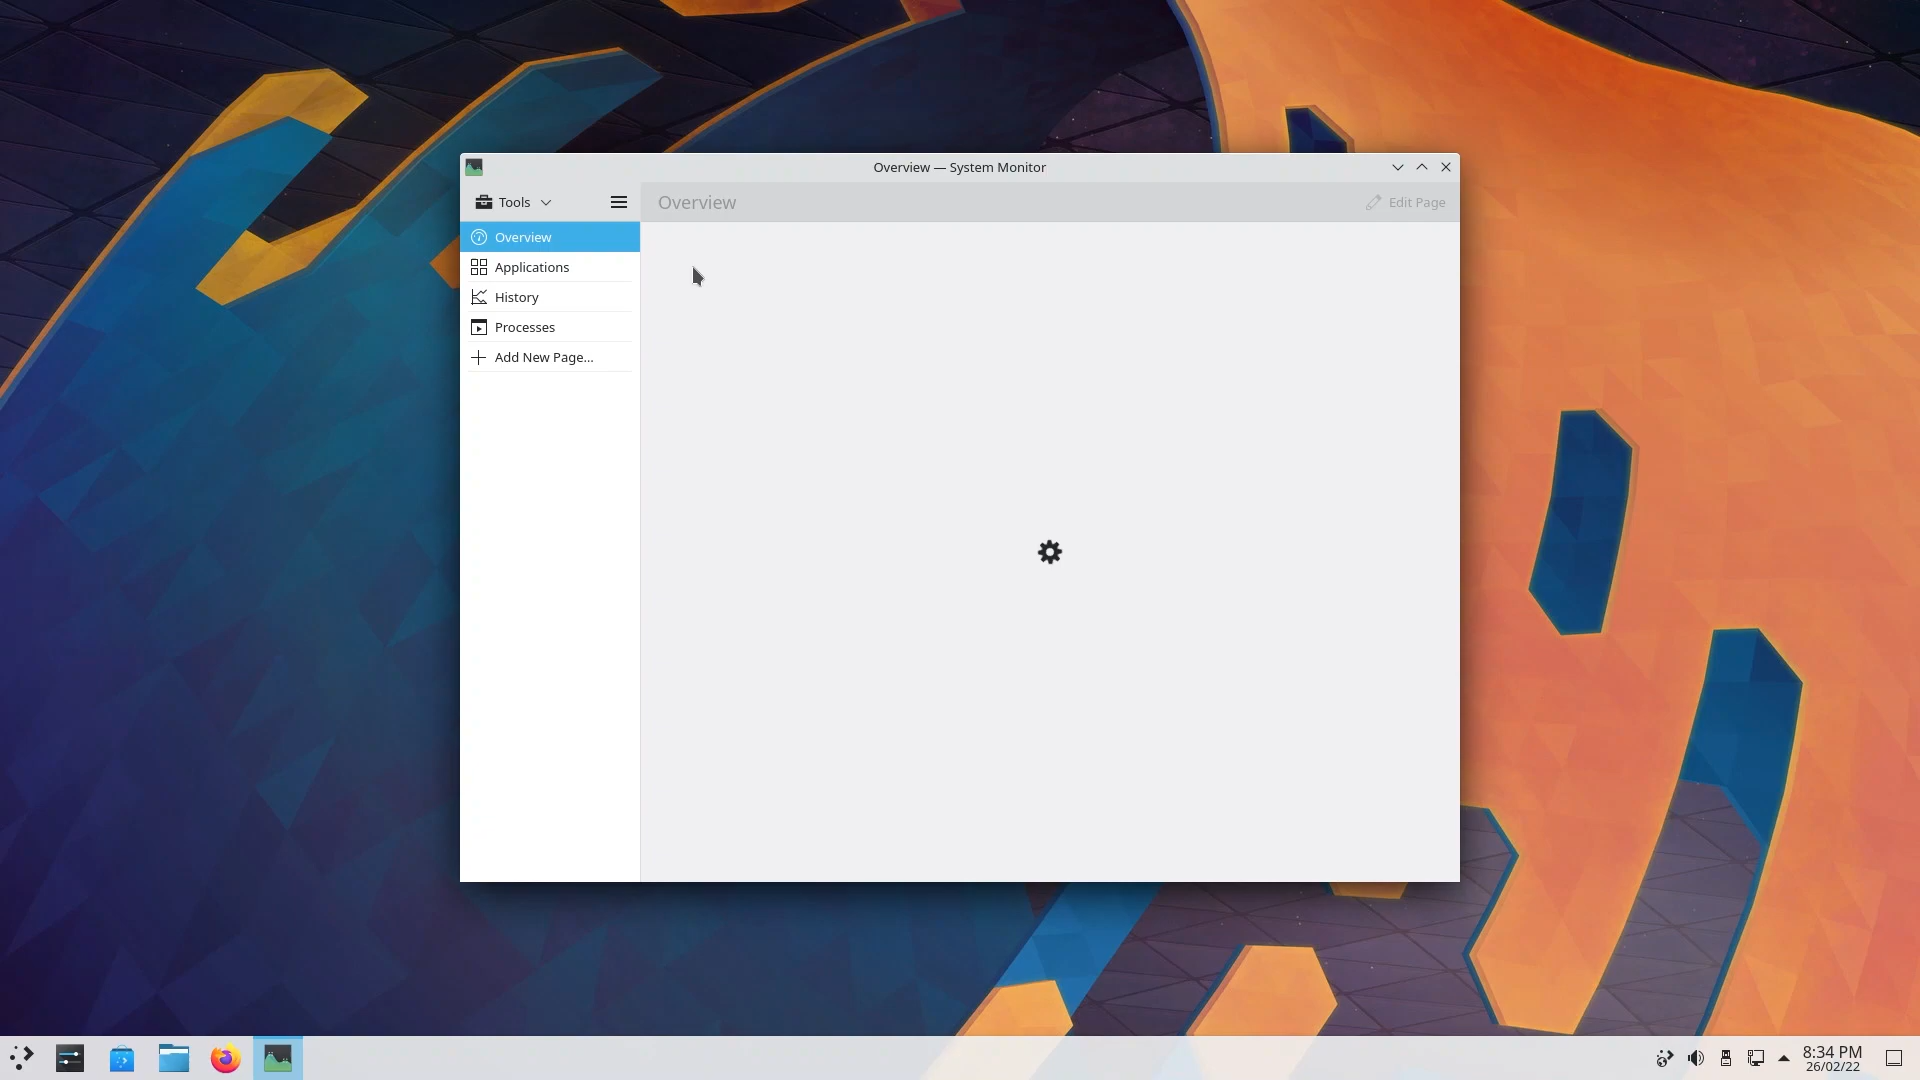 Overview — System Monitor
Tools
Overview
Edit Page
Overview
Applications
History
Processes
Add New Page...
8:34 PM
26/02/22